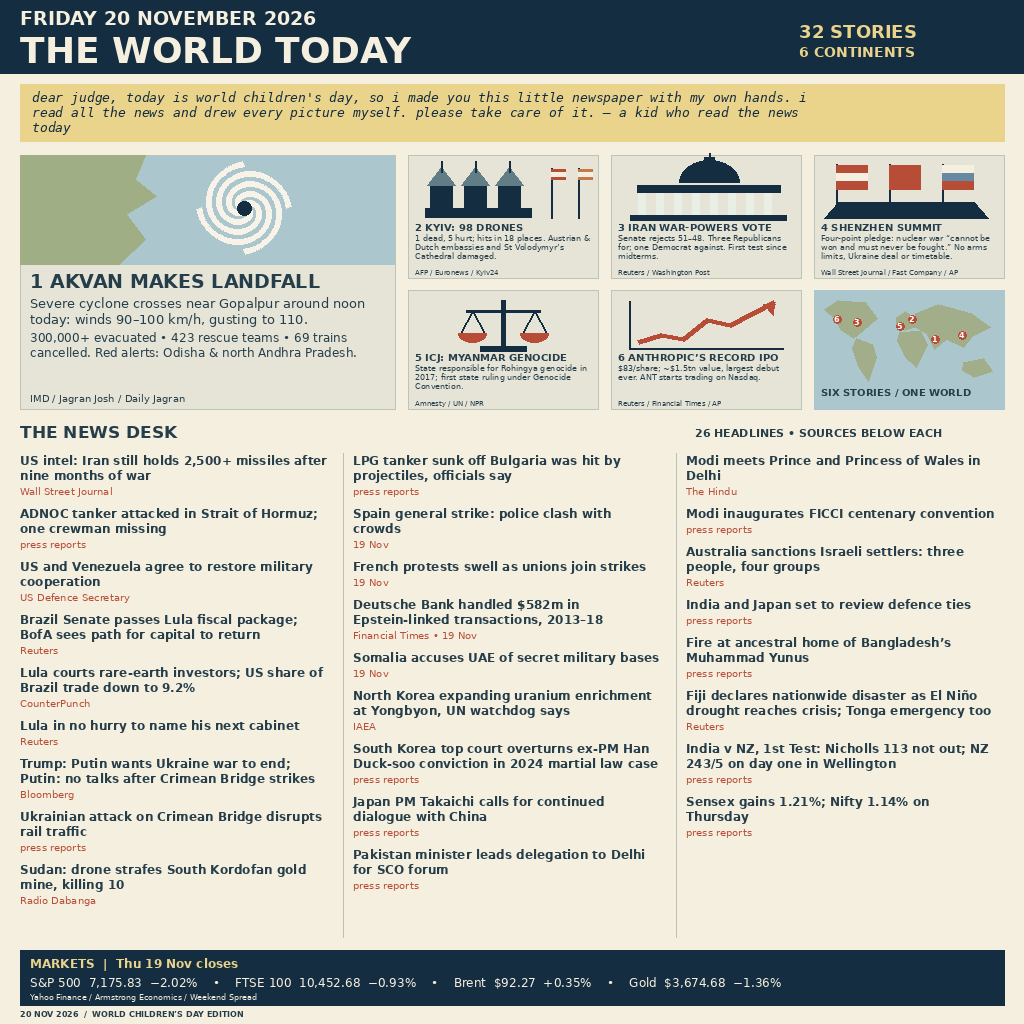 FRIDAY 20 NOVEMBER 2026
THE WORLD TODAY
32 STORIES
6 CONTINENTS
dear judge, today is world children's day, so i made you this little newspaper with my own hands. i
read all the news and drew every picture myself. please take care of it. — a kid who read the news
today
1 AKVAN MAKES LANDFALL
Severe cyclone crosses near Gopalpur around noon
today: winds 90–100 km/h, gusting to 110.
300,000+ evacuated • 423 rescue teams • 69 trains
cancelled. Red alerts: Odisha & north Andhra Pradesh.
IMD / Jagran Josh / Daily Jagran
2 KYIV: 98 DRONES
1 dead, 5 hurt; hits in 18 places. Austrian &
Dutch embassies and St Volodymyr's
Cathedral damaged.
AFP / Euronews / Kyiv24
3 IRAN WAR-POWERS VOTE
Senate rejects 51–48. Three Republicans
for; one Democrat against. First test since
midterms.
Reuters / Washington Post
4 SHENZHEN SUMMIT
Four-point pledge: nuclear war “cannot be
won and must never be fought.” No arms
limits, Ukraine deal or timetable.
Wall Street Journal / Fast Company / AP
5 ICJ: MYANMAR GENOCIDE
State responsible for Rohingya genocide in
2017; first state ruling under Genocide
Convention.
Amnesty / UN / NPR
6 ANTHROPIC’S RECORD IPO
$83/share; ~$1.5tn value, largest debut
ever. ANT starts trading on Nasdaq.
Reuters / Financial Times / AP
6
3
5
2
1
4
SIX STORIES / ONE WORLD
THE NEWS DESK
26 HEADLINES • SOURCES BELOW EACH
US intel: Iran still holds 2,500+ missiles after
nine months of war
Wall Street Journal
ADNOC tanker attacked in Strait of Hormuz;
one crewman missing
press reports
US and Venezuela agree to restore military
cooperation
US Defence Secretary
Brazil Senate passes Lula fiscal package;
BofA sees path for capital to return
Reuters
Lula courts rare-earth investors; US share of
Brazil trade down to 9.2%
CounterPunch
Lula in no hurry to name his next cabinet
Reuters
Trump: Putin wants Ukraine war to end;
Putin: no talks after Crimean Bridge strikes
Bloomberg
Ukrainian attack on Crimean Bridge disrupts
rail traffic
press reports
Sudan: drone strafes South Kordofan gold
mine, killing 10
Radio Dabanga
LPG tanker sunk off Bulgaria was hit by
projectiles, officials say
press reports
Spain general strike: police clash with
crowds
19 Nov
French protests swell as unions join strikes
19 Nov
Deutsche Bank handled $582m in
Epstein-linked transactions, 2013–18
Financial Times • 19 Nov
Somalia accuses UAE of secret military bases
19 Nov
North Korea expanding uranium enrichment
at Yongbyon, UN watchdog says
IAEA
South Korea top court overturns ex-PM Han
Duck-soo conviction in 2024 martial law case
press reports
Japan PM Takaichi calls for continued
dialogue with China
press reports
Pakistan minister leads delegation to Delhi
for SCO forum
press reports
Modi meets Prince and Princess of Wales in
Delhi
The Hindu
Modi inaugurates FICCI centenary convention
press reports
Australia sanctions Israeli settlers: three
people, four groups
Reuters
India and Japan set to review defence ties
press reports
Fire at ancestral home of Bangladesh’s
Muhammad Yunus
press reports
Fiji declares nationwide disaster as El Niño
drought reaches crisis; Tonga emergency too
Reuters
India v NZ, 1st Test: Nicholls 113 not out; NZ
243/5 on day one in Wellington
press reports
Sensex gains 1.21%; Nifty 1.14% on
Thursday
press reports
MARKETS | Thu 19 Nov closes
S&P 500 7,175.83 −2.02% • FTSE 100 10,452.68 −0.93% • Brent $92.27 +0.35% • Gold $3,674.68 −1.36%
Yahoo Finance / Armstrong Economics / Weekend Spread
20 NOV 2026 / WORLD CHILDREN'S DAY EDITION